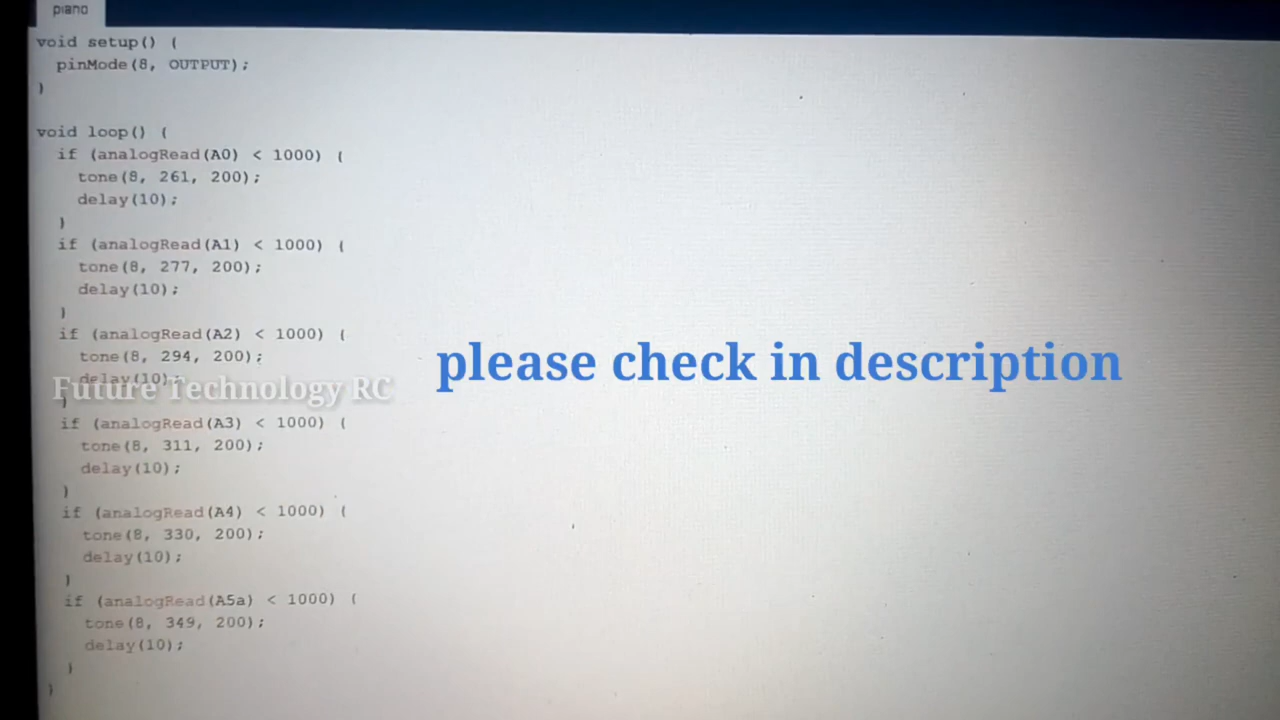 piano
void setup() {
pinMode(8, OUTPUT);
}
void loop() {
if (analogRead(A0) < 1000) {
tone(8, 261, 200);
delay(10);
}
if (analogRead(A1) < 1000) {
tone(8, 277, 200);
delay(10);
}
if (analogRead(A2) < 1000) {
tone(8, 294, 200);
delay(10);
Future Technology RC
please check in description
}
if (analogRead(A3) < 1000) {
tone(8, 311, 200);
delay(10);
}
if (analogRead(A4) < 1000) {
tone(8, 330, 200);
delay(10);
}
if (analogRead(A5a) < 1000) {
tone(8, 349, 200);
delay(10);
}
}